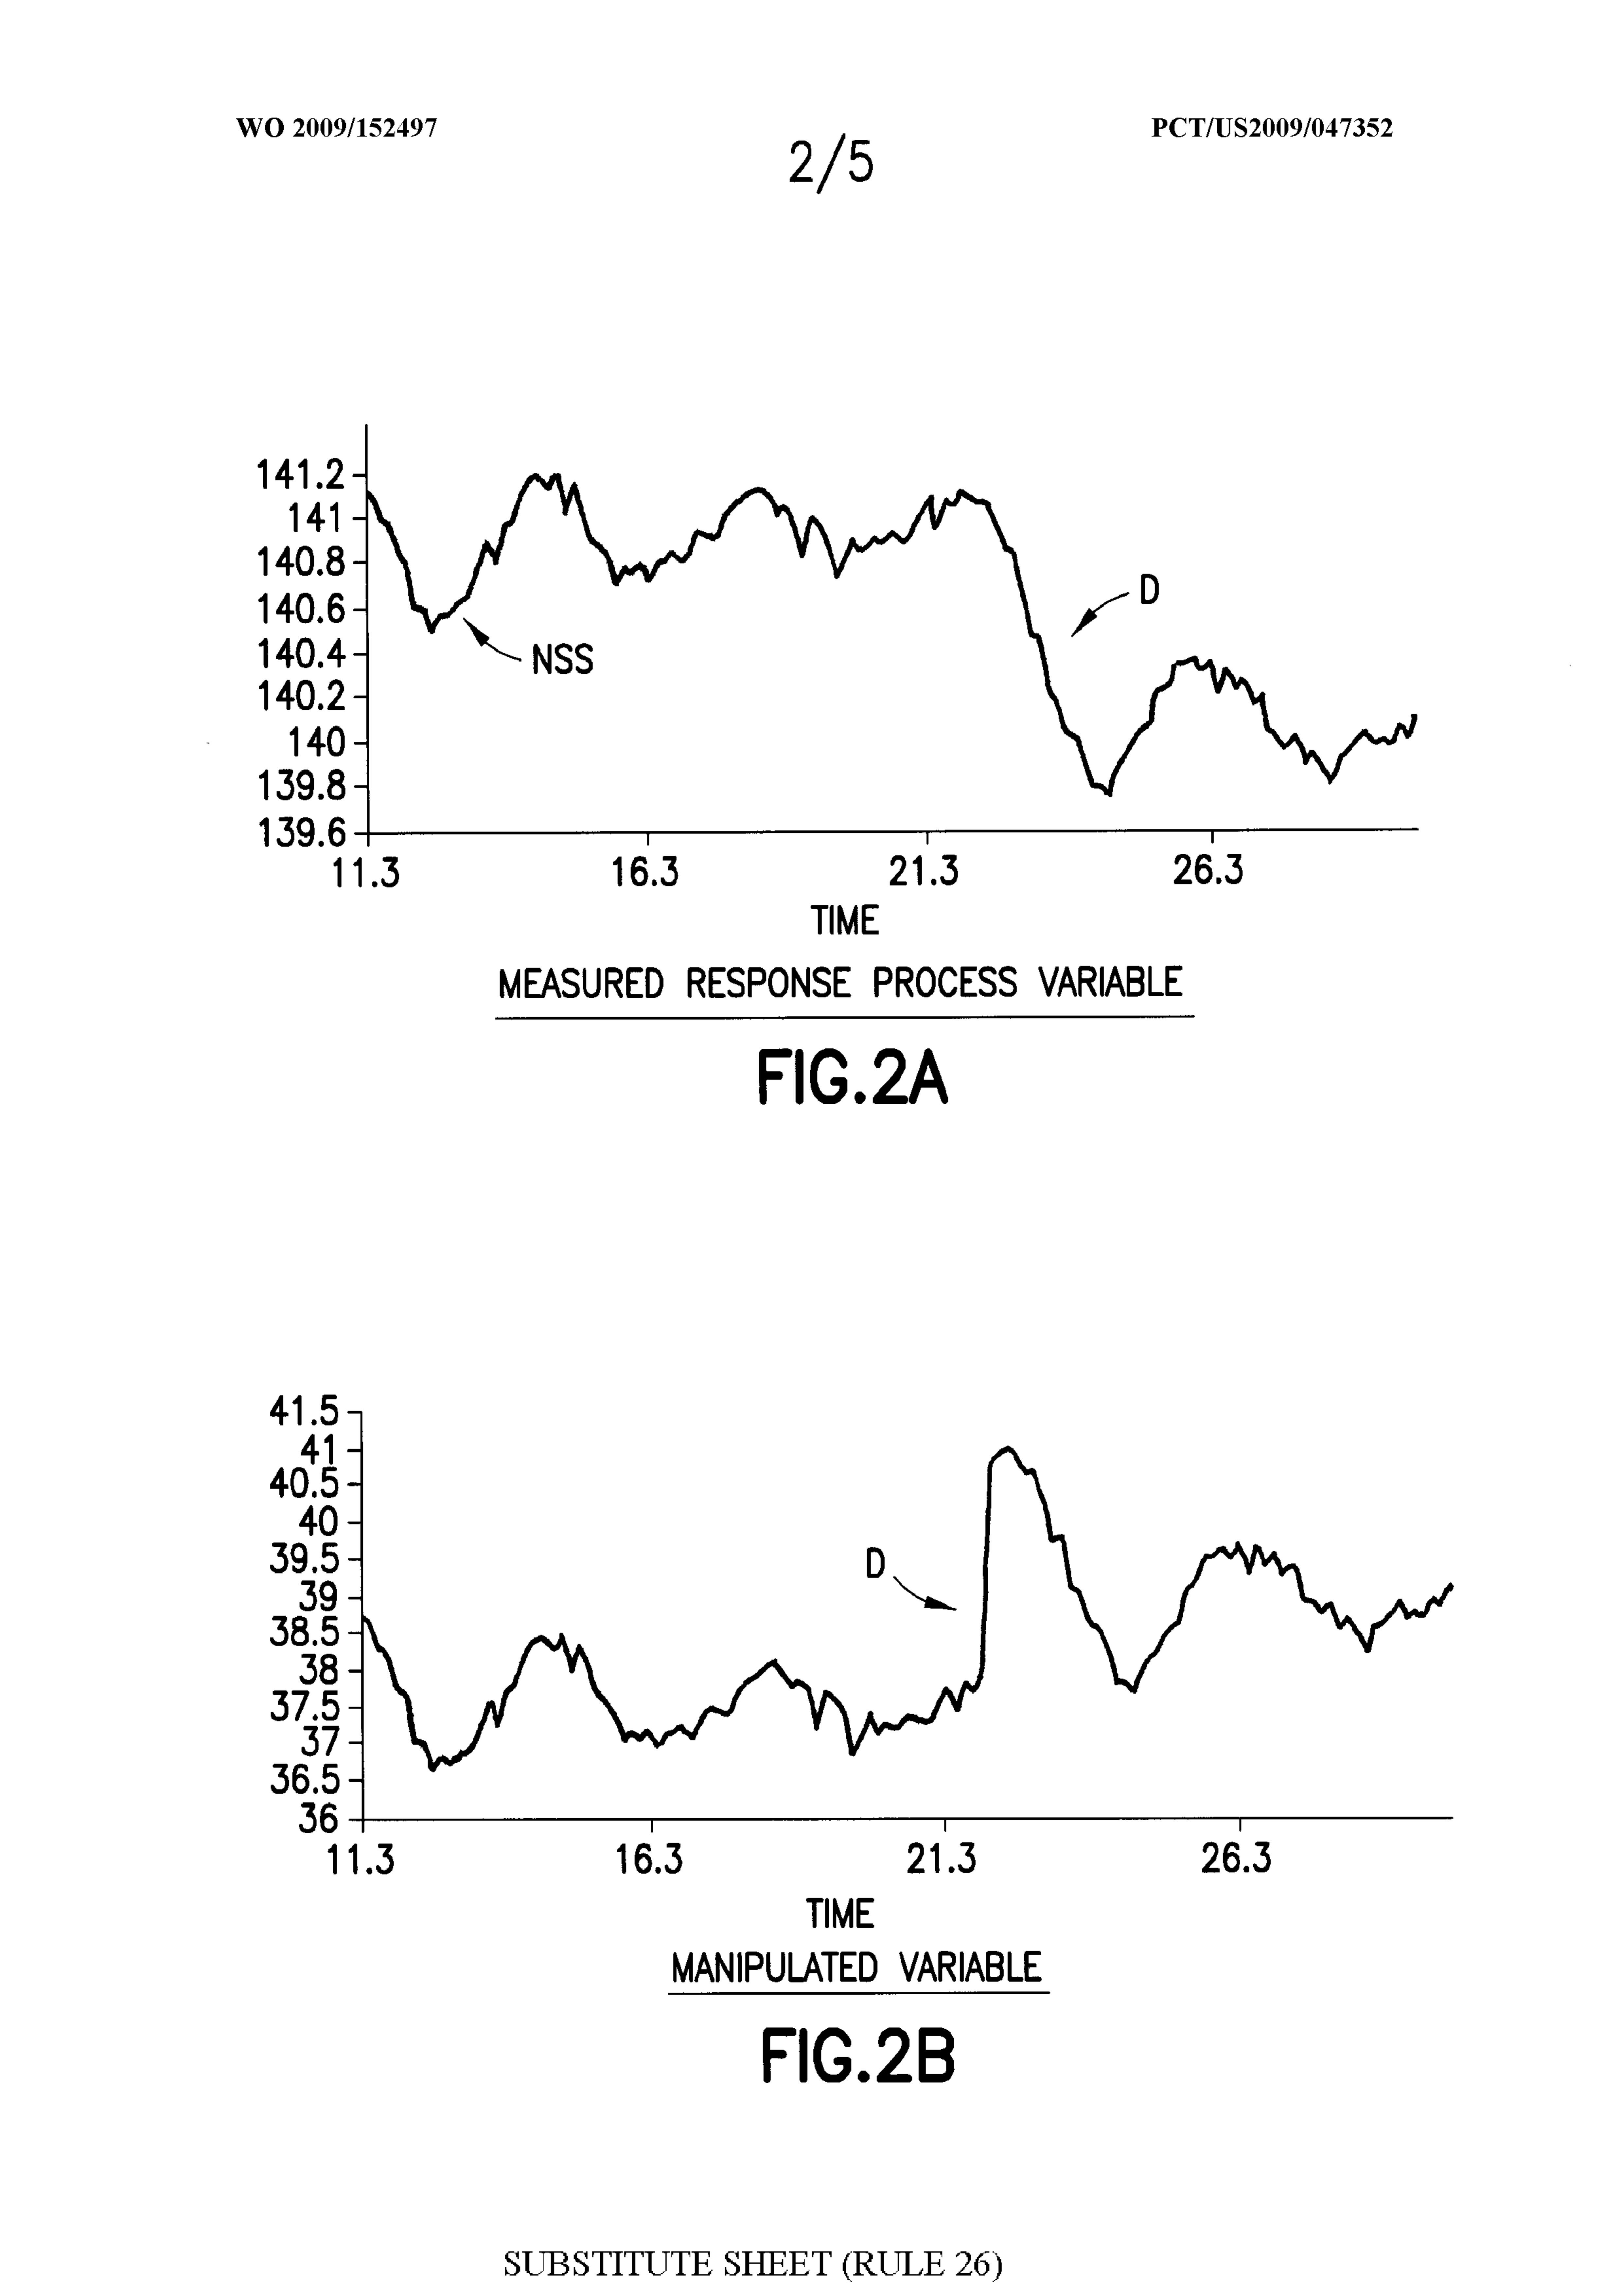 WO 2009/152497 PCT/US2009/047352
2/5
141.2
141
140.8
140.6
140.4
140.2
140
139.8
139.6
D
NSS
11.3 16.3 21.3 26.3
TIME
MEASURED RESPONSE PROCESS VARIABLE
FIG.2A
41.5
41
40.5
40
39.5
39
38.5
38
37.5
37
36.5
36
D
11.3 16.3 21.3 26.3
TIME
MANIPULATED VARIABLE
FIG.2B
SUBSTITUTE SHEET (RULE 26)